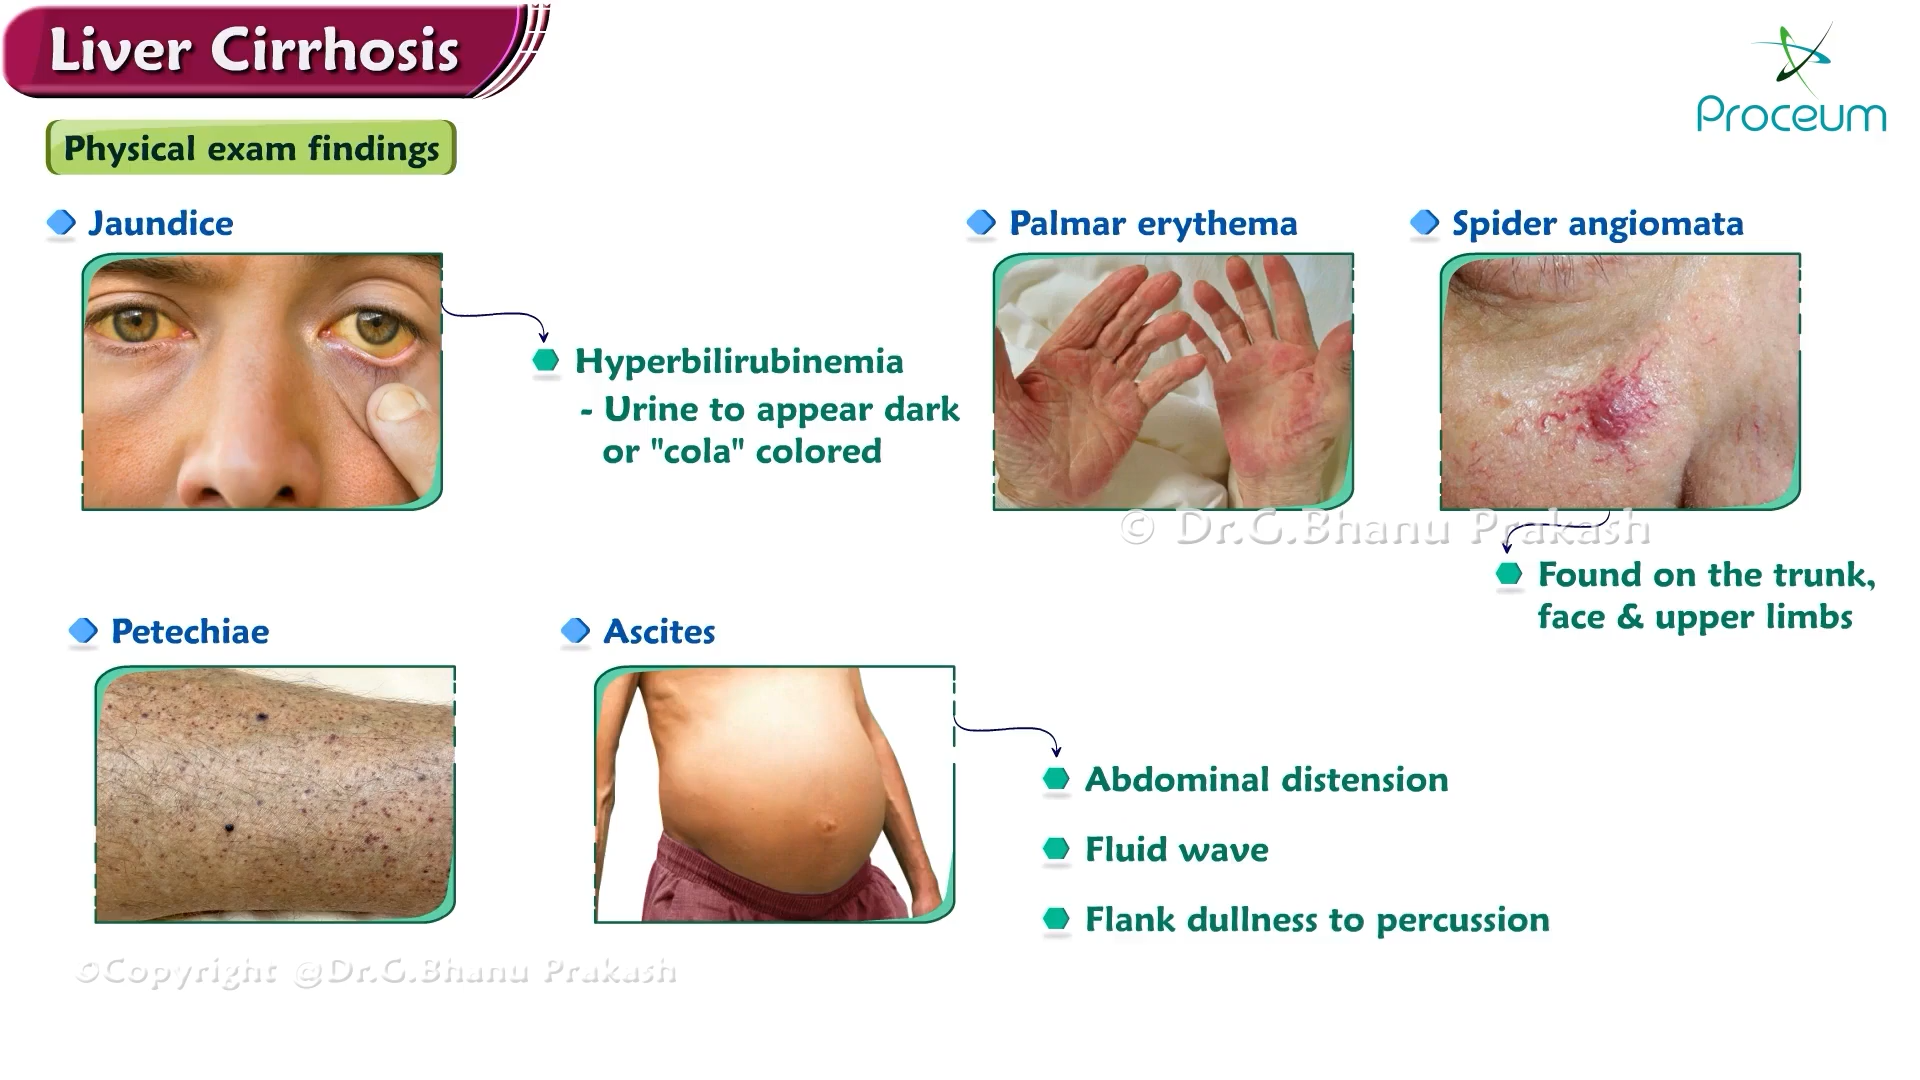 Liver Cirrhosis
Proceum
Physical exam findings
Jaundice
Hyperbilirubinemia
- Urine to appear dark
or "cola" colored
Palmar erythema
Spider angiomata
© Dr.G.Bhanu Prakash
Found on the trunk,
face & upper limbs
Petechiae
Ascites
Abdominal distension
Fluid wave
Flank dullness to percussion
©Copyright @Dr.G.Bhanu Prakash